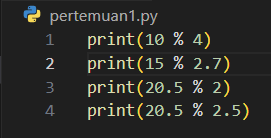 pertemuan1.py
1 print(10 % 4)
2 print(15 % 2.7)
3 print(20.5 % 2)
4 print(20.5 % 2.5)